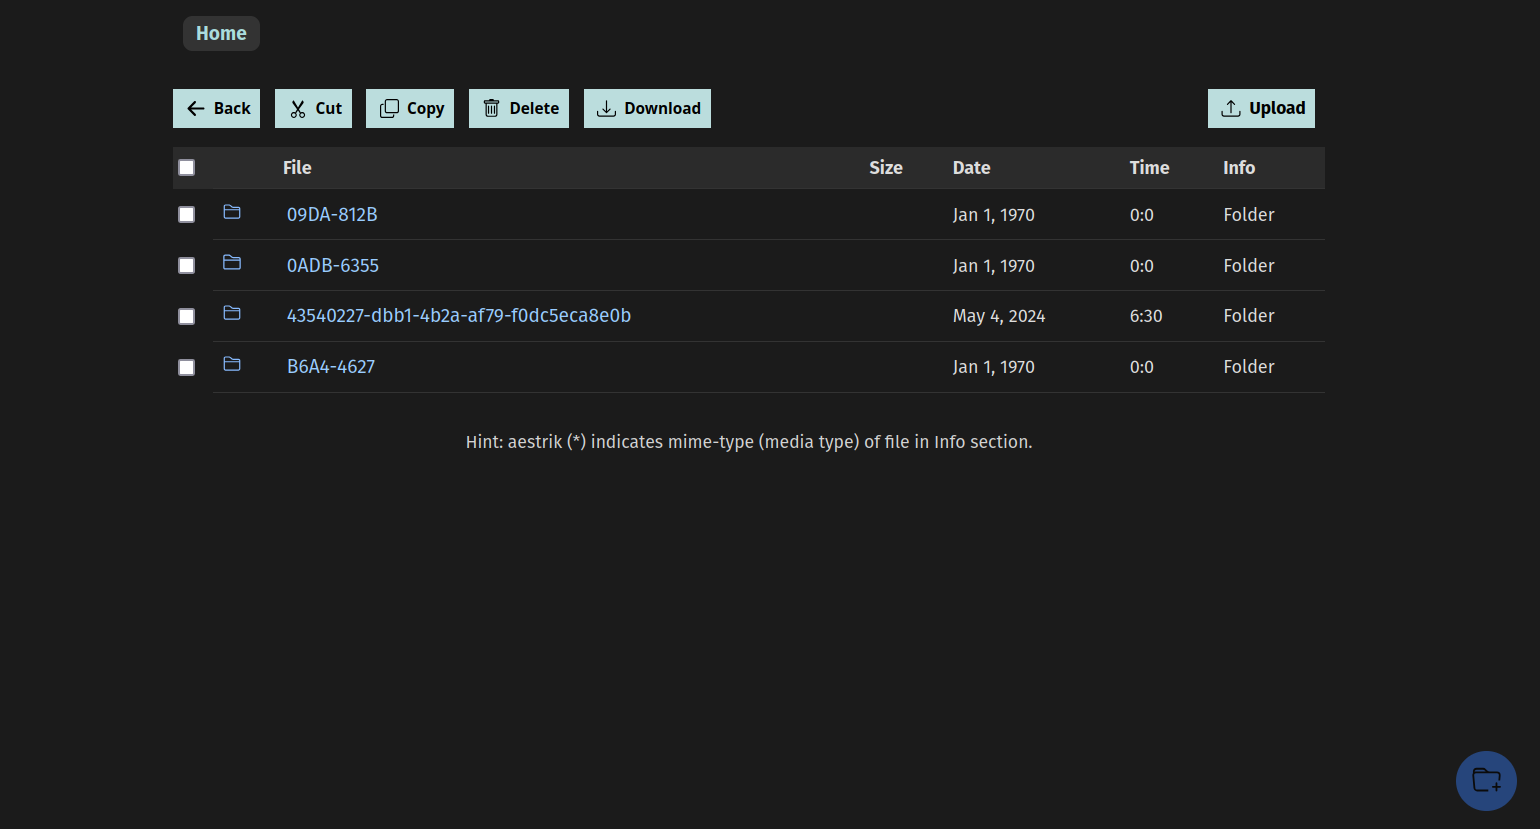 Home
Back Cut Copy Delete Download Upload
File Size Date Time Info
09DA-812B Jan 1, 1970 0:0 Folder
0ADB-6355 Jan 1, 1970 0:0 Folder
43540227-dbb1-4b2a-af79-f0dc5eca8e0b May 4, 2024 6:30 Folder
B6A4-4627 Jan 1, 1970 0:0 Folder
Hint: aestrik (*) indicates mime-type (media type) of file in Info section.